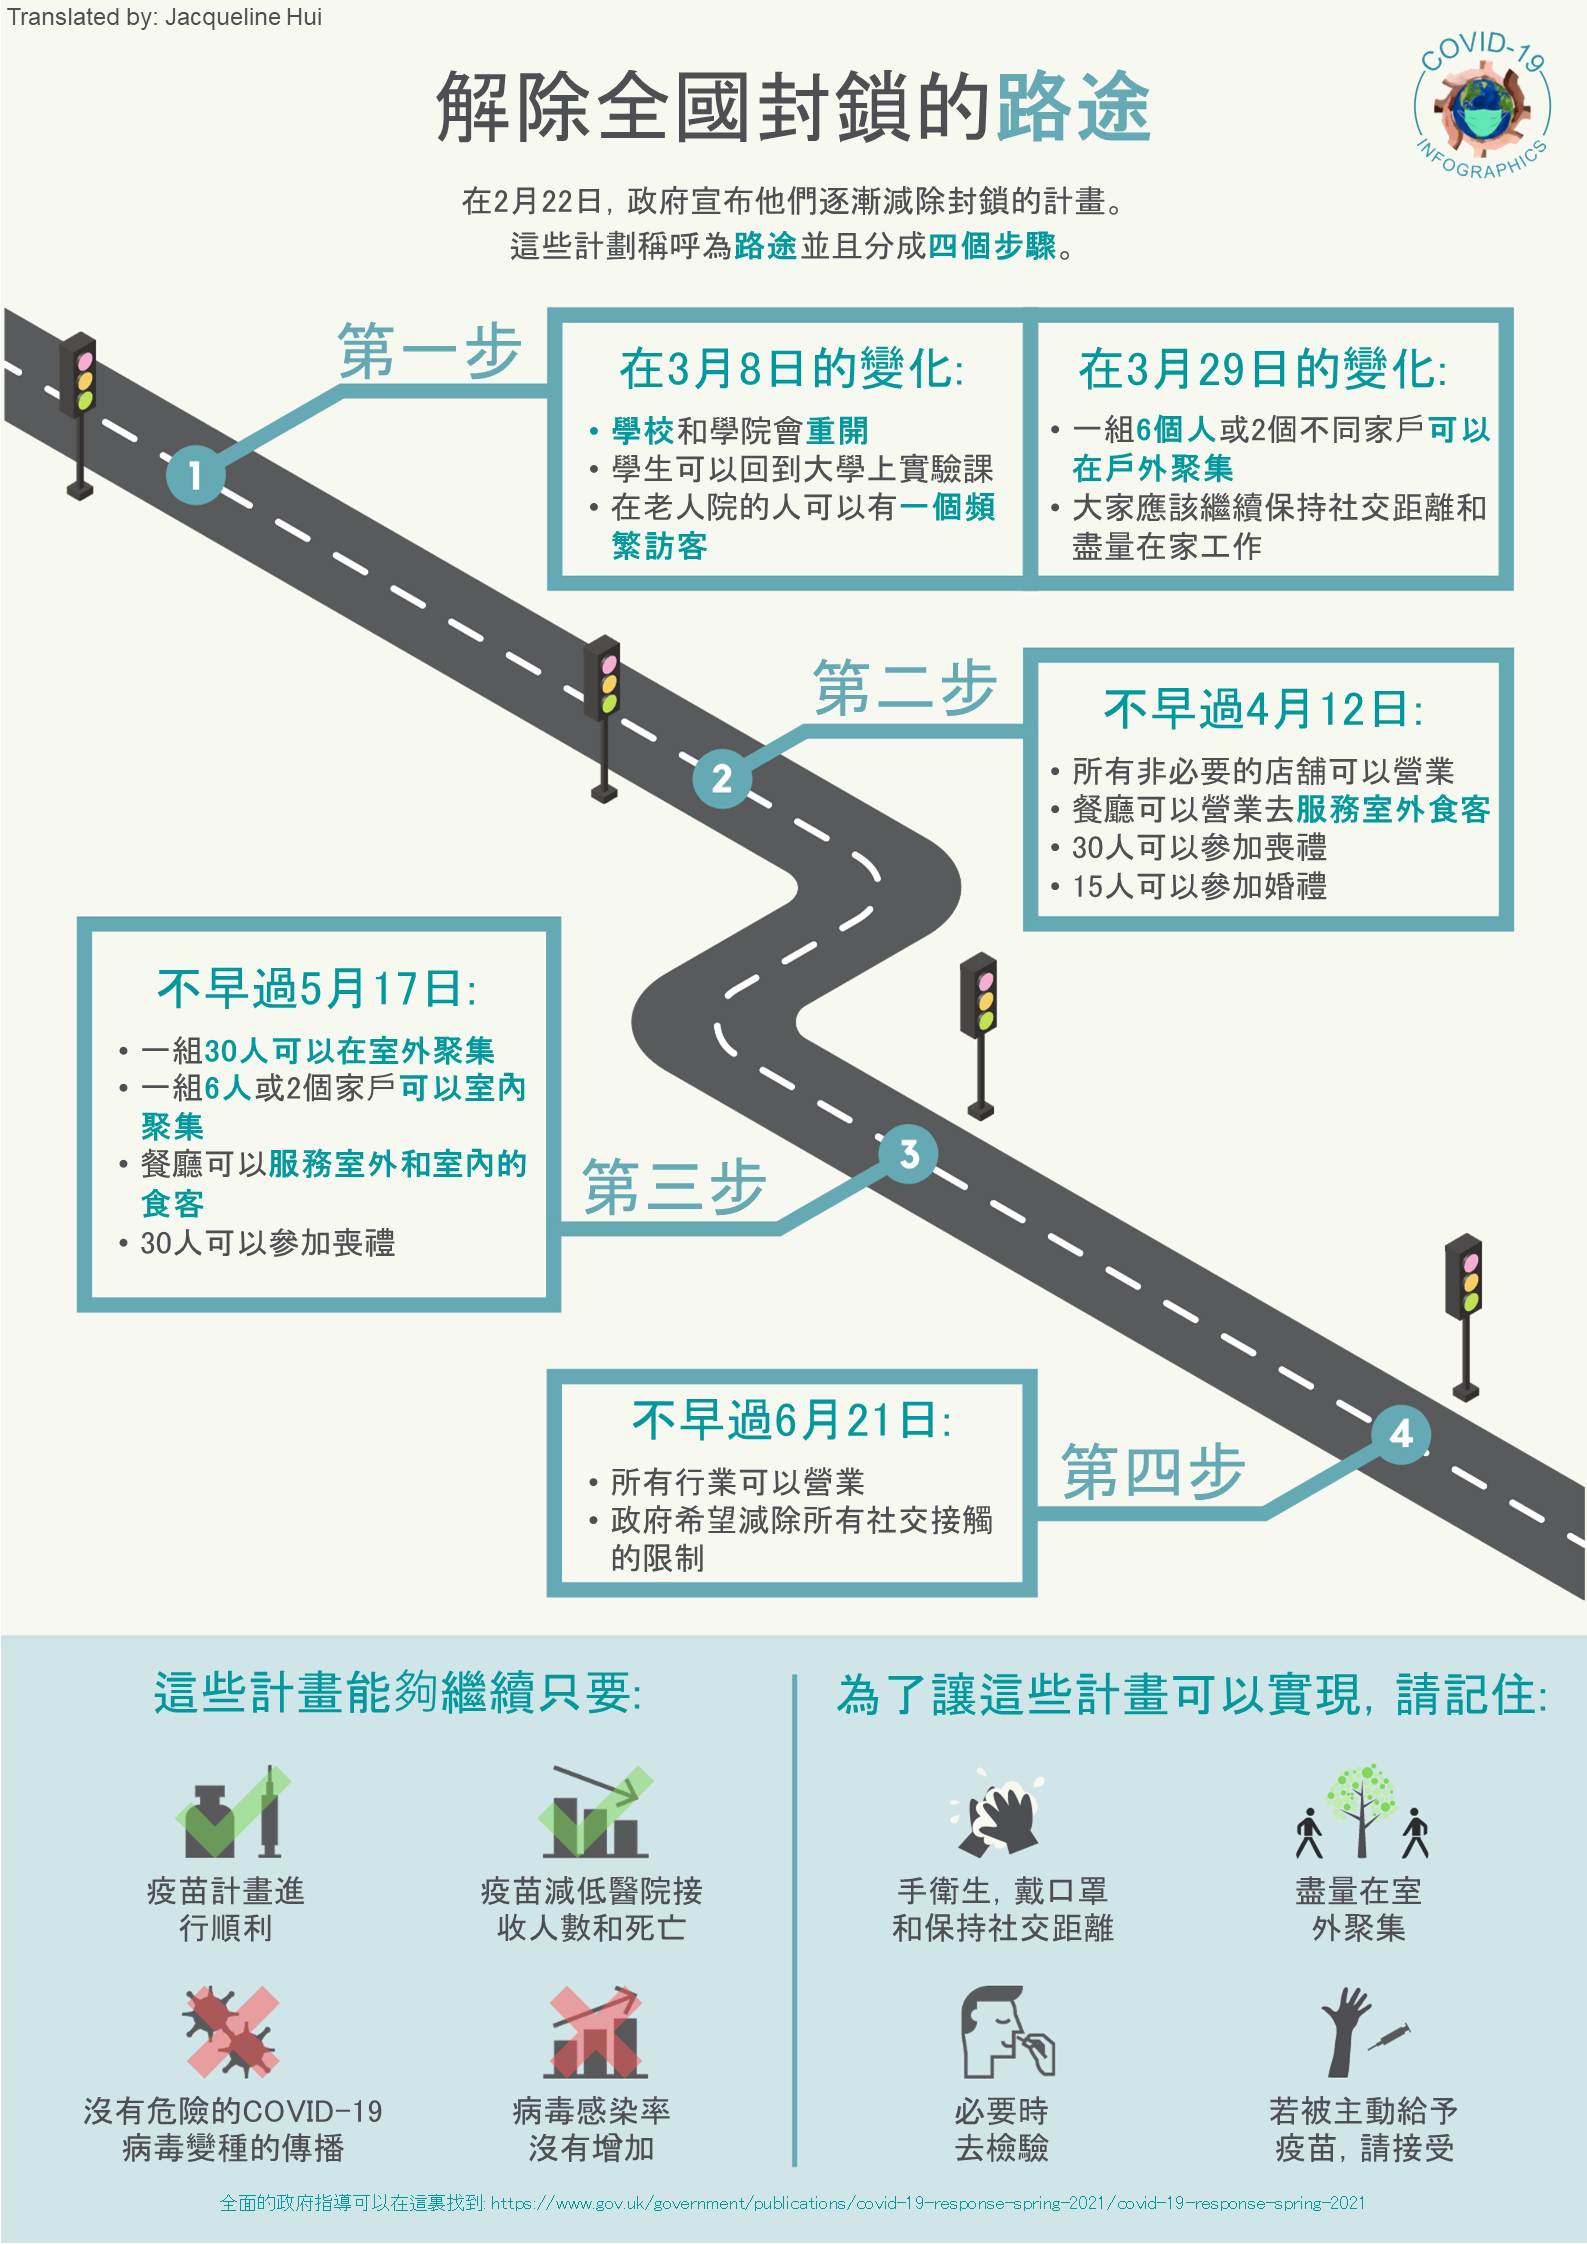 Translated by: Jacqueline Hui
COVID-19
INFOGRAPHICS
解除全國封鎖的路途
在2月22日, 政府宣布他們逐漸減除封鎖的計畫。
這些計劃稱呼為路途並且分成四個步驟。
第一步
1
在3月8日的變化:
• 學校和學院會重開
• 學生可以回到大學上實驗課
• 在老人院的人可以有一個頻
繁訪客
在3月29日的變化:
• 一組6個人或2個不同家戶可以
在戶外聚集
• 大家應該繼續保持社交距離和
盡量在家工作
第二步
2
不早過4月12日:
• 所有非必要的店舖可以營業
• 餐廳可以營業去服務室外食客
• 30人可以參加喪禮
• 15人可以參加婚禮
不早過5月17日:
• 一組30人可以在室外聚集
• 一組6人或2個家戶可以室內
聚集
• 餐廳可以服務室外和室內的
食客
• 30人可以參加喪禮
第三步
3
不早過6月21日:
• 所有行業可以營業
• 政府希望減除所有社交接觸
的限制
第四步
4
這些計畫能夠繼續只要:
疫苗計畫進
行順利
疫苗減低醫院接
收人數和死亡
沒有危險的COVID-19
病毒變種的傳播
病毒感染率
沒有增加
為了讓這些計畫可以實現, 請記住:
手衛生, 戴口罩
和保持社交距離
盡量在室
外聚集
必要時
去檢驗
若被主動給予
疫苗, 請接受
全面的政府指導可以在這裏找到: https://www.gov.uk/government/publications/covid-19-response-spring-2021/covid-19-response-spring-2021